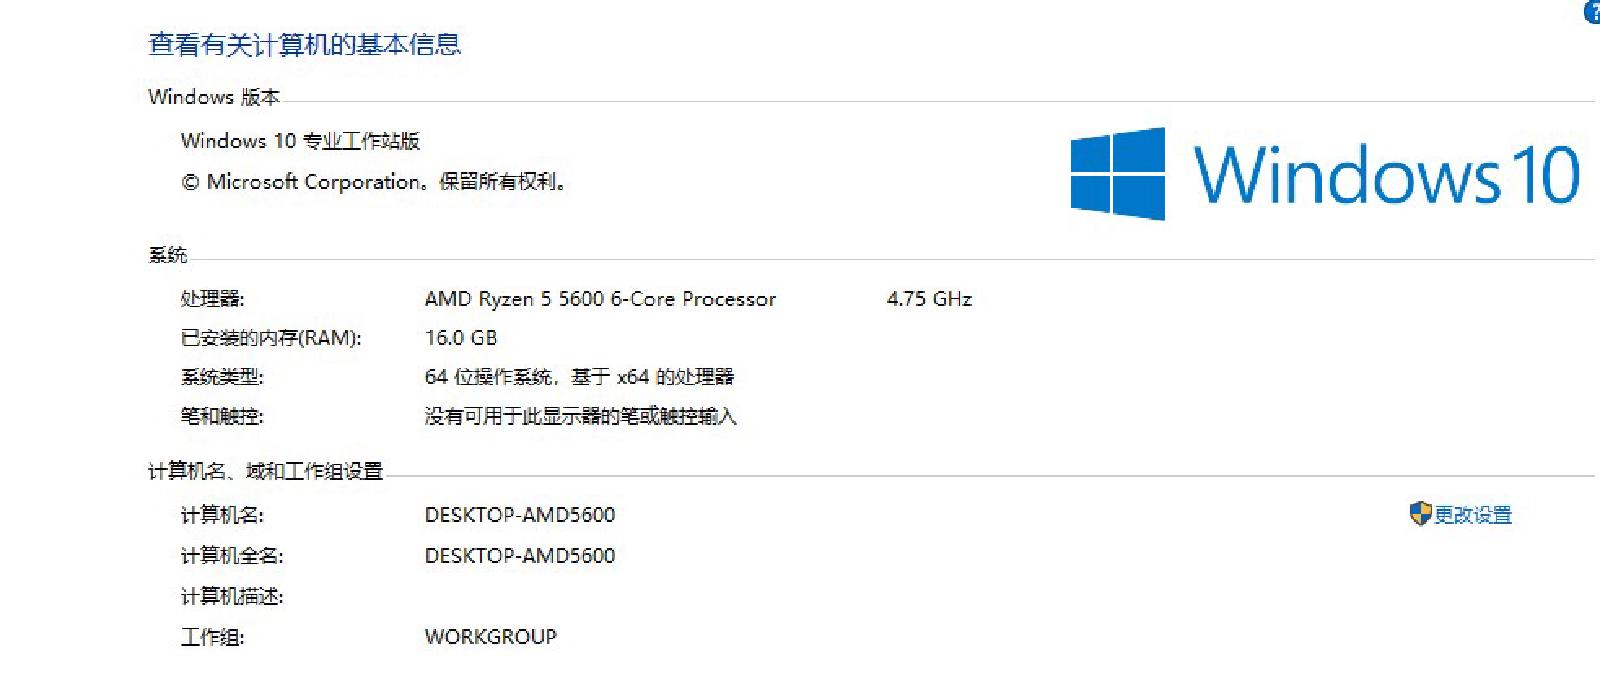 查看有关计算机的基本信息
Windows 版本
Windows 10 专业工作站版
© Microsoft Corporation。保留所有权利。
Windows 10
系统
处理器: AMD Ryzen 5 5600 6-Core Processor 4.75 GHz
已安装的内存(RAM): 16.0 GB
系统类型: 64 位操作系统，基于 x64 的处理器
笔和触控: 没有可用于此显示器的笔或触控输入
计算机名、域和工作组设置
计算机名: DESKTOP-AMD5600 更改设置
计算机全名: DESKTOP-AMD5600
计算机描述:
工作组: WORKGROUP